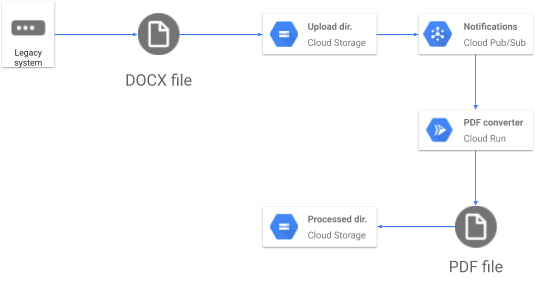 Legacy
system
DOCX file
Upload dir.
Cloud Storage
Notifications
Cloud Pub/Sub
PDF converter
Cloud Run
Processed dir.
Cloud Storage
PDF file